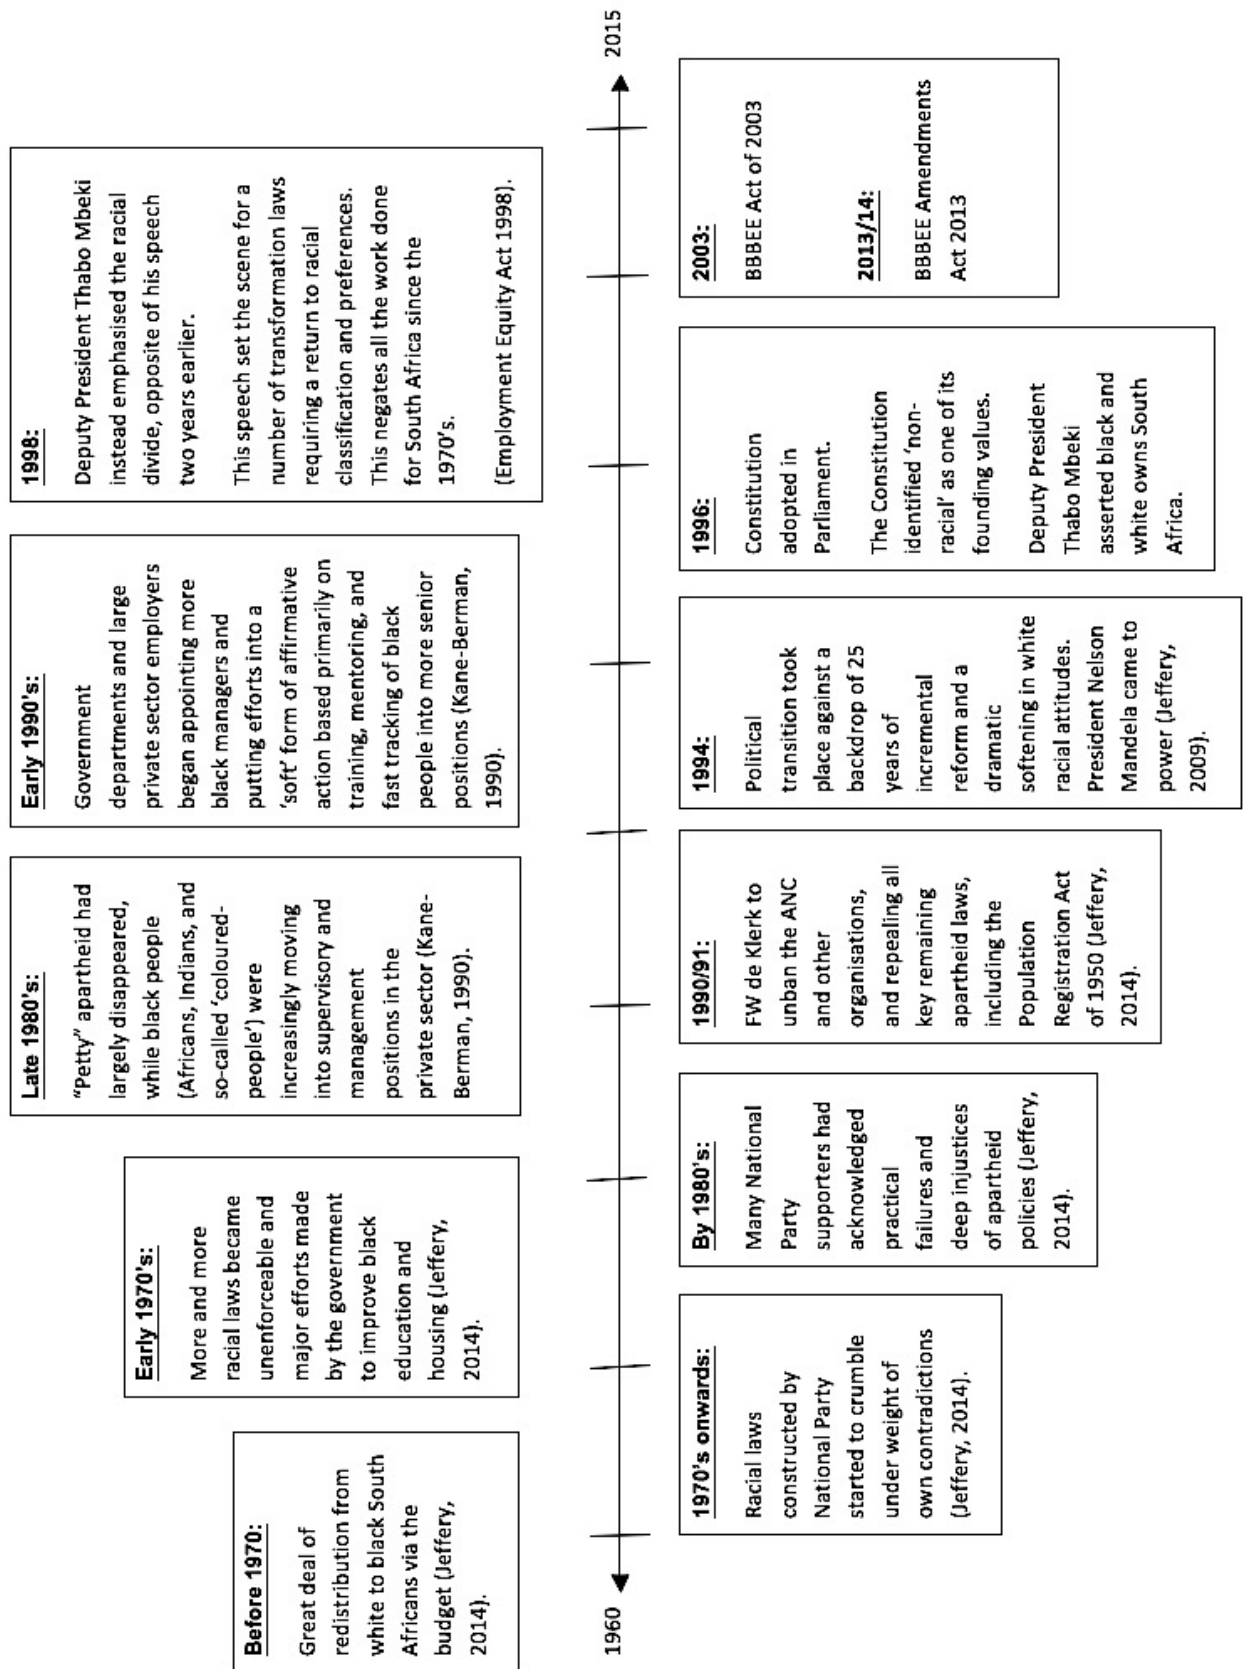 Before 1970:
Great deal of
redistribution from
white to black South
Africans via the
budget (Jeffery,
2014).
Early 1970's:
More and more
racial laws became
unenforceable and
major efforts made
by the government
to improve black
education and
housing (Jeffery,
2014).
Late 1980's:
“Petty” apartheid had
largely disappeared,
while black people
(Africans, Indians, and
so-called ‘coloured-
people’) were
increasingly moving
into supervisory and
management
positions in the
private sector (Kane-
Berman, 1990).
Early 1990's:
Government
departments and large
private sector employers
began appointing more
black managers and
putting efforts into a
‘soft’ form of affirmative
action based primarily on
training, mentoring, and
fast tracking of black
people into more senior
positions (Kane-Berman,
1990).
1998:
Deputy President Thabo Mbeki
instead emphasised the racial
divide, opposite of his speech
two years earlier.
This speech set the scene for a
number of transformation laws
requiring a return to racial
classification and preferences.
This negates all the work done
for South Africa since the
1970’s.
(Employment Equity Act 1998).
1960
2015
1970's onwards:
Racial laws
constructed by
National Party
started to crumble
under weight of
own contradictions
(Jeffery, 2014).
By 1980's:
Many National
Party
supporters had
acknowledged
practical
failures and
deep injustices
of apartheid
policies (Jeffery,
2014).
1990/91:
FW de Klerk to
unban the ANC
and other
organisations,
and repealing all
key remaining
apartheid laws,
including the
Population
Registration Act
of 1950 (Jeffery,
2014).
1994:
Political
transition took
place against a
backdrop of 25
years of
incremental
reform and a
dramatic
softening in white
racial attitudes.
President Nelson
Mandela came to
power (Jeffery,
2009).
1996:
Constitution
adopted in
Parliament.
The Constitution
identified ‘non-
racial’ as one of its
founding values.
Deputy President
Thabo Mbeki
asserted black and
white owns South
Africa.
2003:
BBBEE Act of 2003
2013/14:
BBBEE Amendments
Act 2013